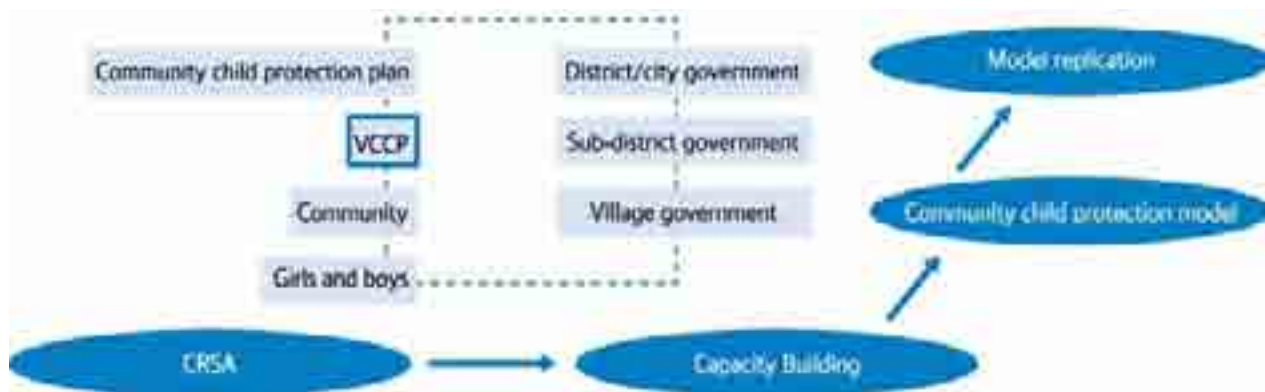 Community child protection plan
District/city government
Model replication
VCCP
Sub-district government
Community
Village government
Community child protection model
Girls and boys
CRSA
Capacity Building